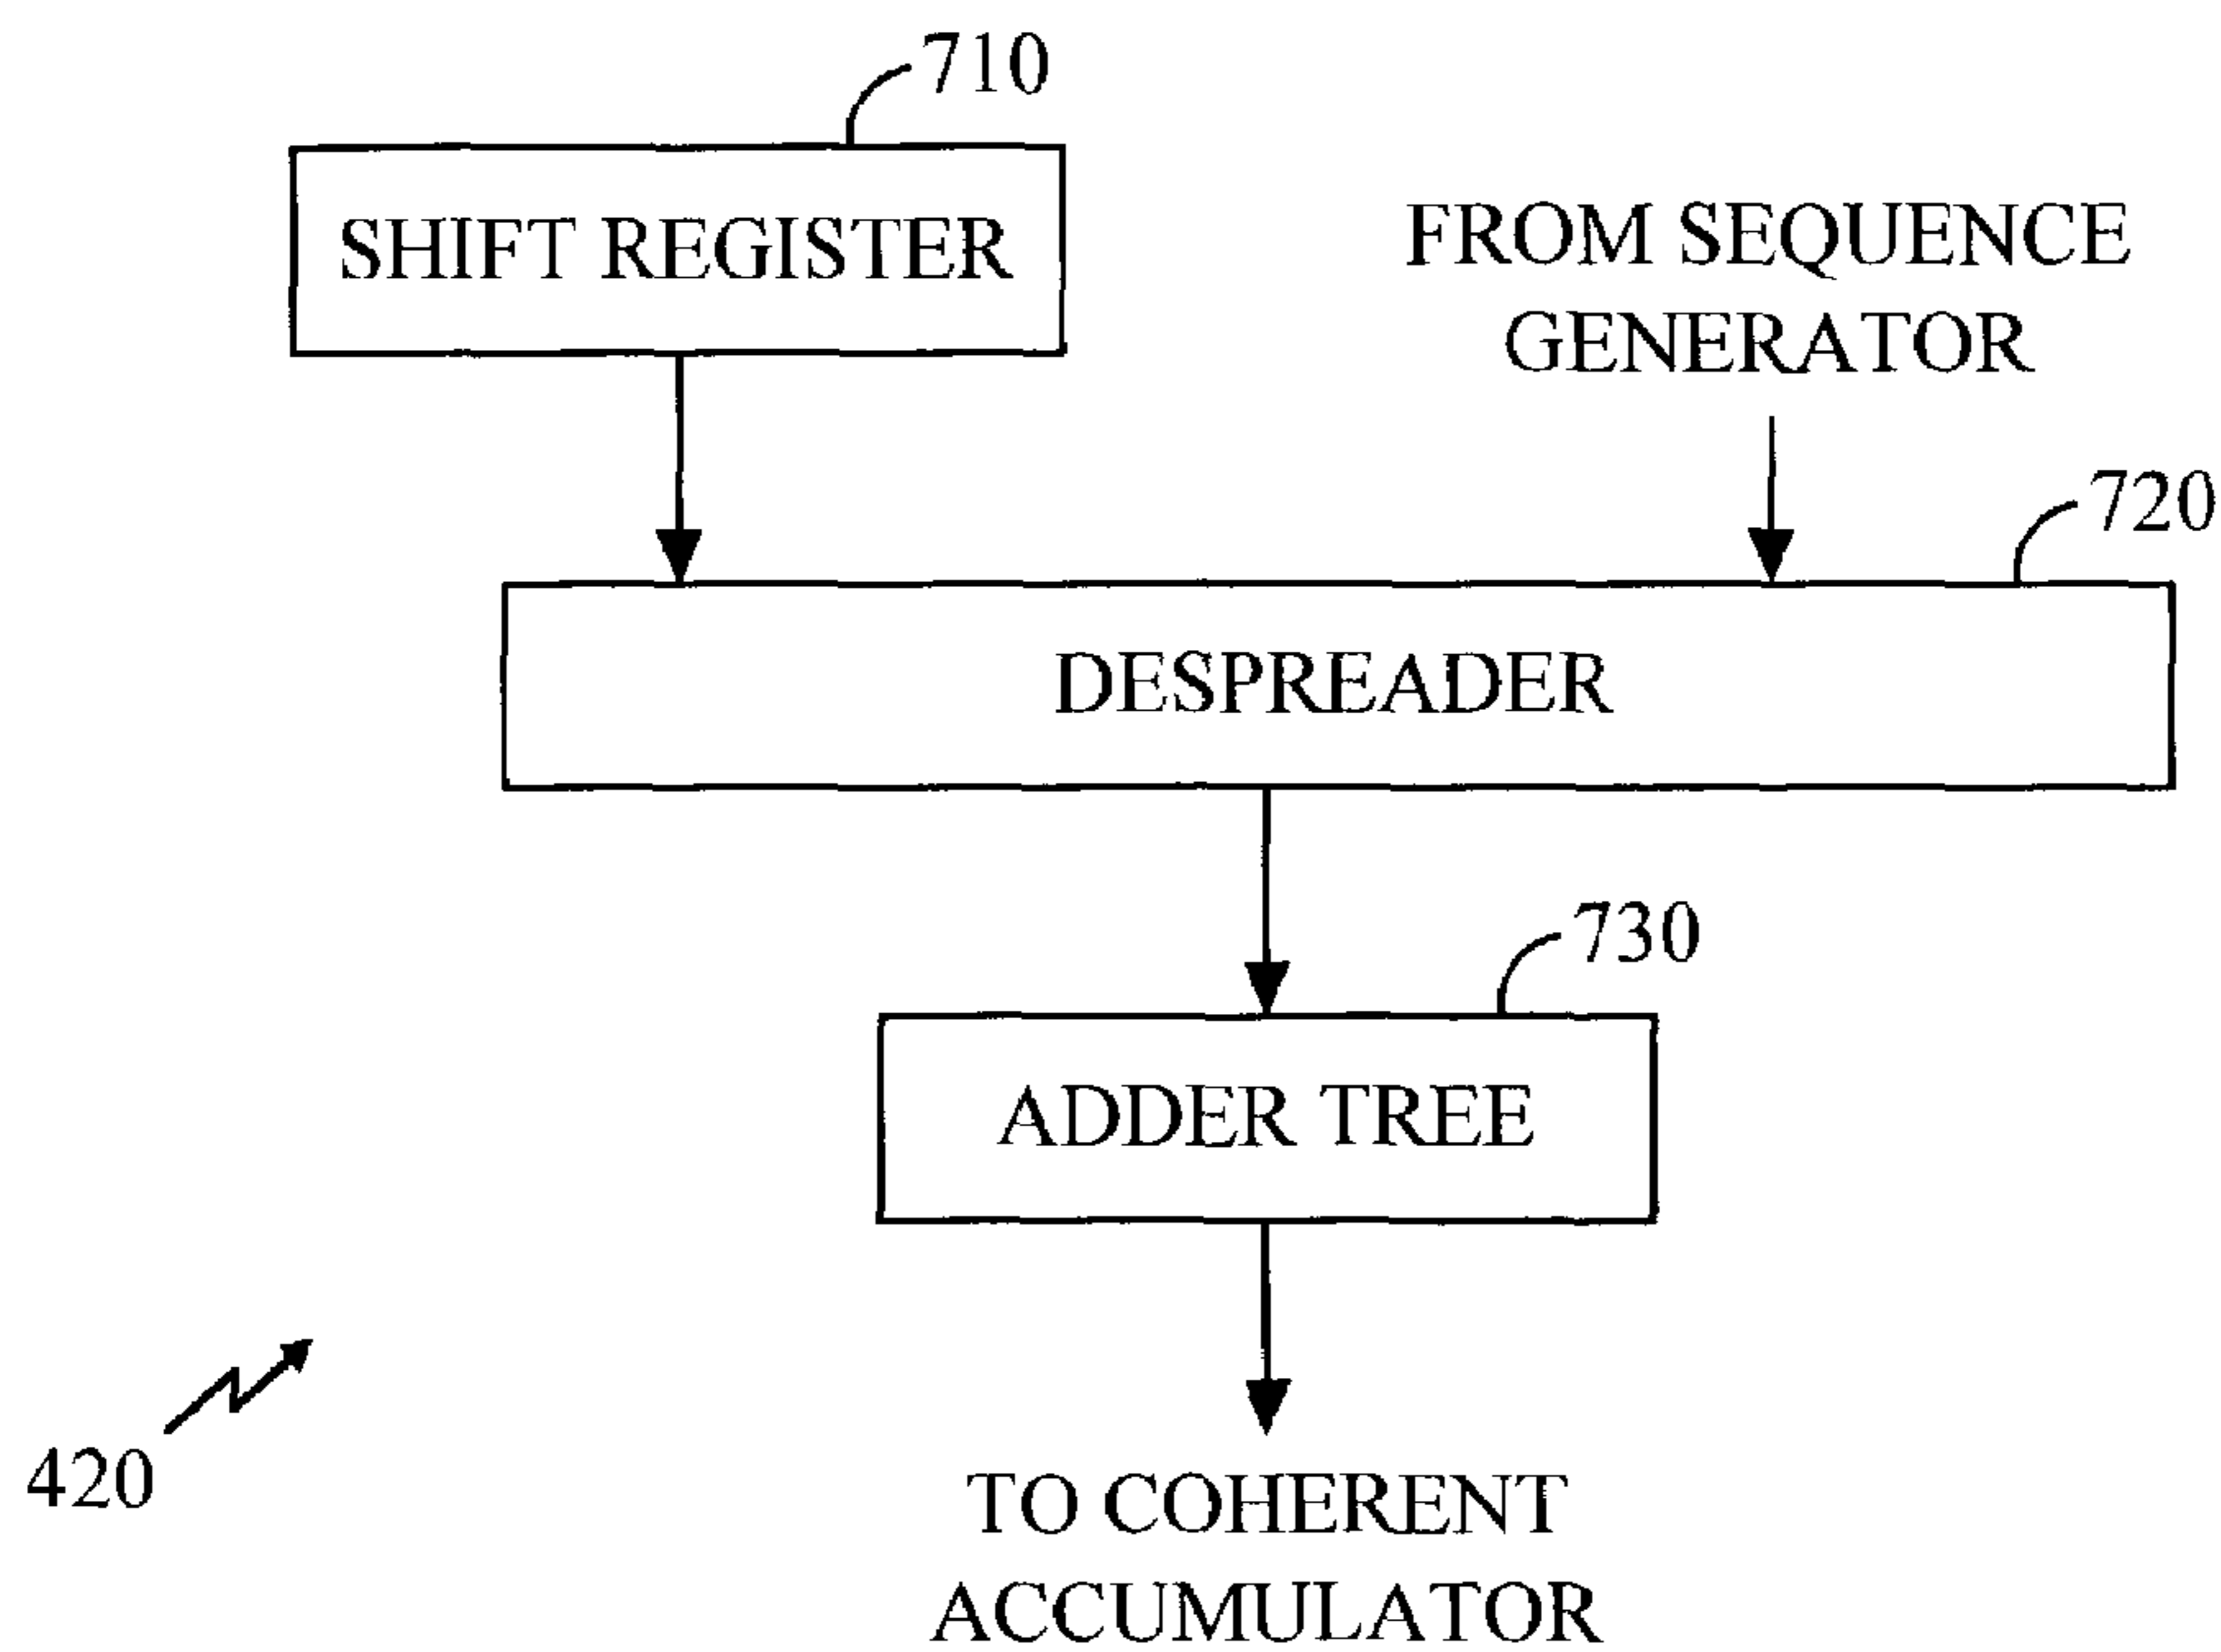 710
SHIFT REGISTER
FROM SEQUENCE
GENERATOR
720
DESPREADER
730
ADDER TREE
420
TO COHERENT
ACCUMULATOR